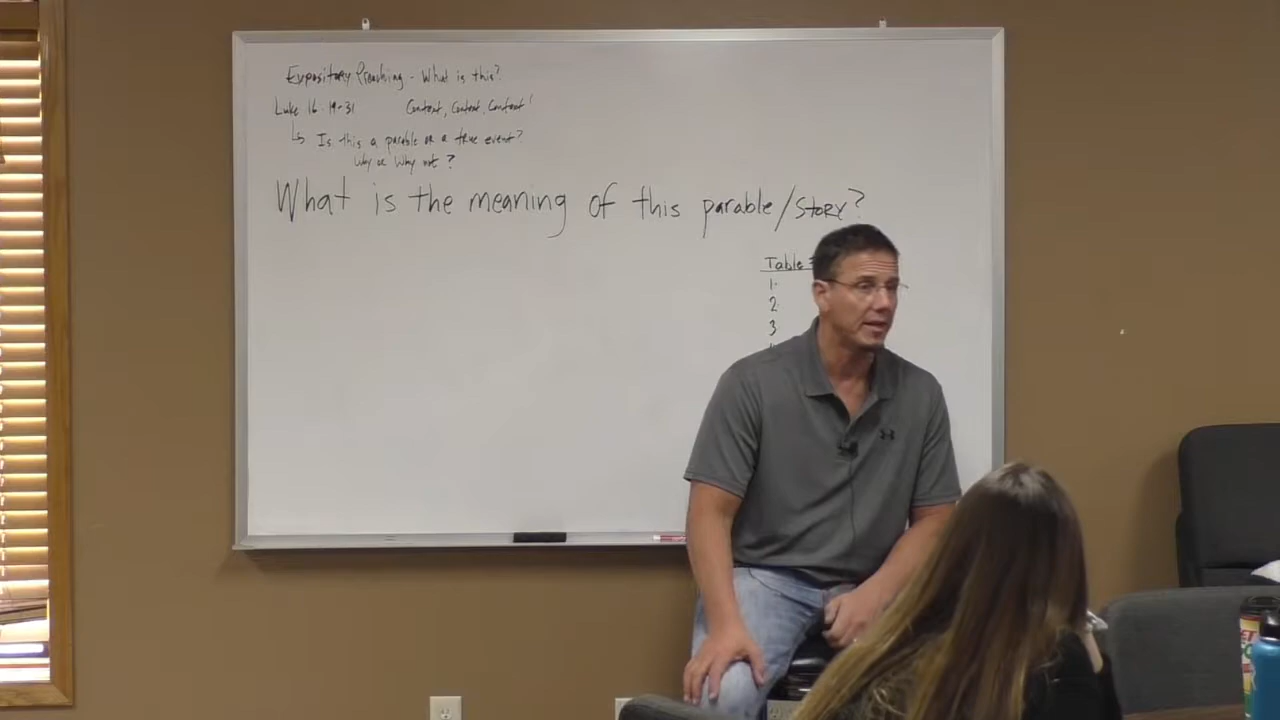 Expository Preaching - What is this?
Luke 16:19-31 Context, Context, Context!
Is this a parable or a true event?
Why or Why not?
What is the meaning of this parable/STORY?
Table
1.
2.
3